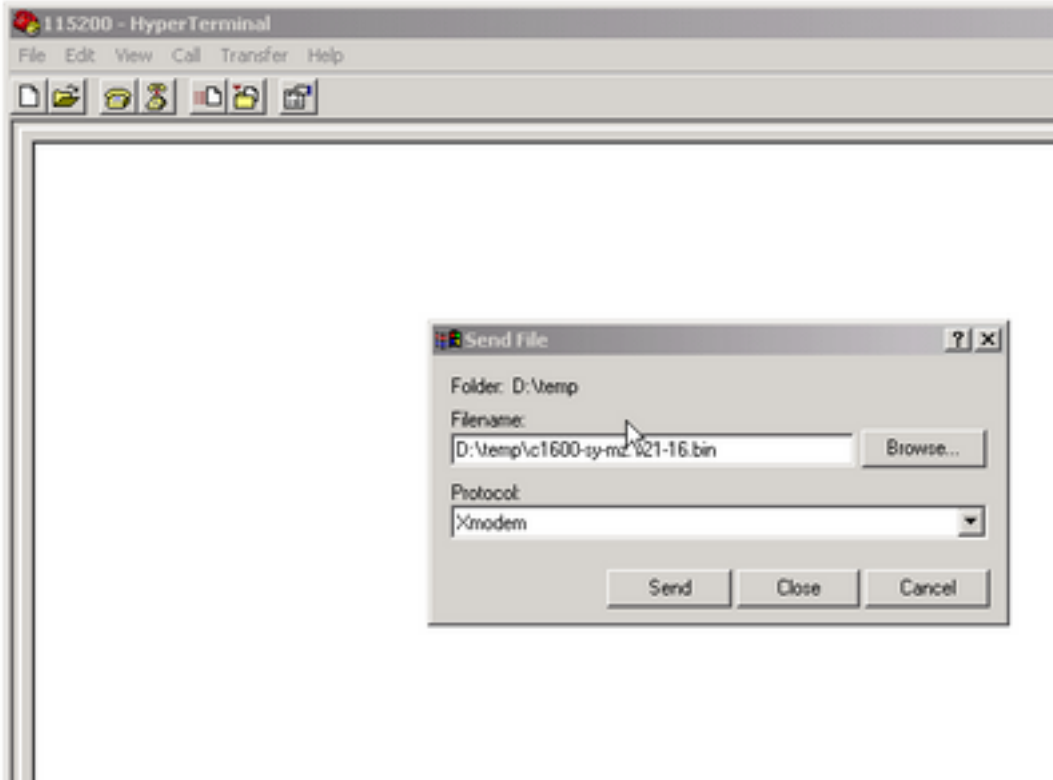 115200 - HyperTerminal
File Edit View Call Transfer Help
Send File
Folder: D:\temp
Filename:
D:\temp\c1600-sy-mz.121-16.bin
Browse...
Protocol:
Xmodem
Send Close Cancel